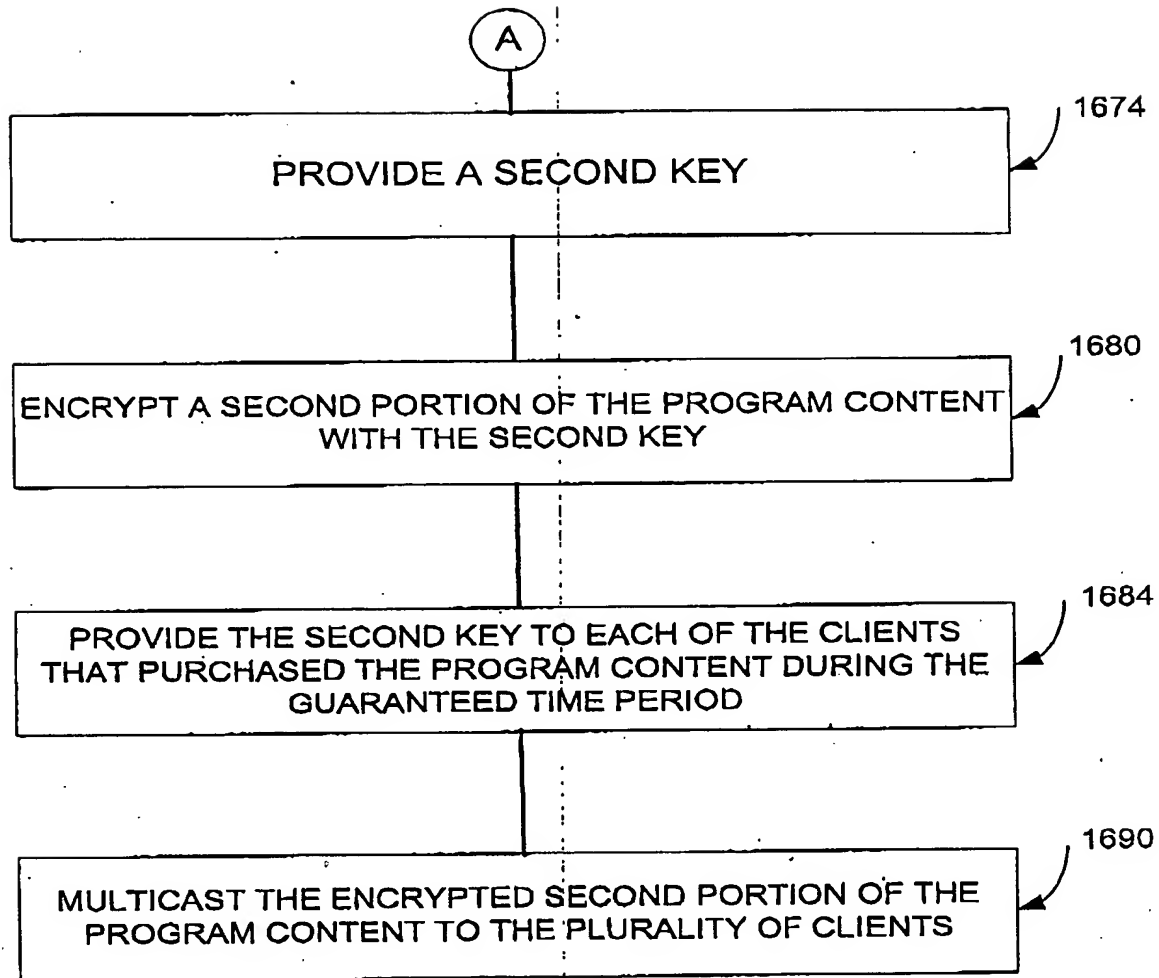 A
1674
PROVIDE A SECOND KEY
1680
ENCRYPT A SECOND PORTION OF THE PROGRAM CONTENT
WITH THE SECOND KEY
1684
PROVIDE THE SECOND KEY TO EACH OF THE CLIENTS
THAT PURCHASED THE PROGRAM CONTENT DURING THE
GUARANTEED TIME PERIOD
1690
MULTICAST THE ENCRYPTED SECOND PORTION OF THE
PROGRAM CONTENT TO THE PLURALITY OF CLIENTS